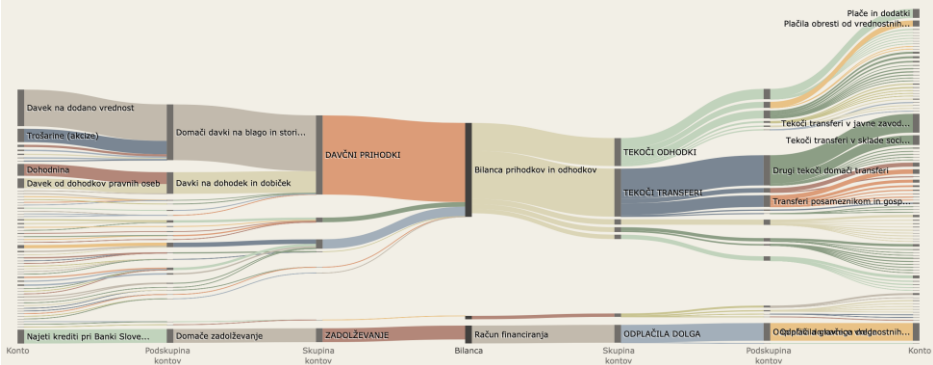 Plače in dodatki
Plačila obresti od vrednostnih...
Davek na dodano vrednost
Trošarine (akcize)
Dohodnina
Davek od dohodkov pravnih oseb
Najeti krediti pri Banki Slove...
Domači davki na blago in stori...
Davki na dohodek in dobiček
Domače zadolževanje
DAVČNI PRIHODKI
ZADOLŽEVANJE
Bilanca prihodkov in odhodkov
Račun financiranja
TEKOČI ODHODKI
TEKOČI TRANSFERI
ODPLAČILA DOLGA
Tekoči transferi v javne zavod...
Tekoči transferi v sklade soci...
Drugi tekoči domači transferi
Transferi posameznikom in gosp...
Konto
Podskupina
kontov
Skupina
kontov
Bilanca
Skupina
kontov
Podskupina
kontov
Konto